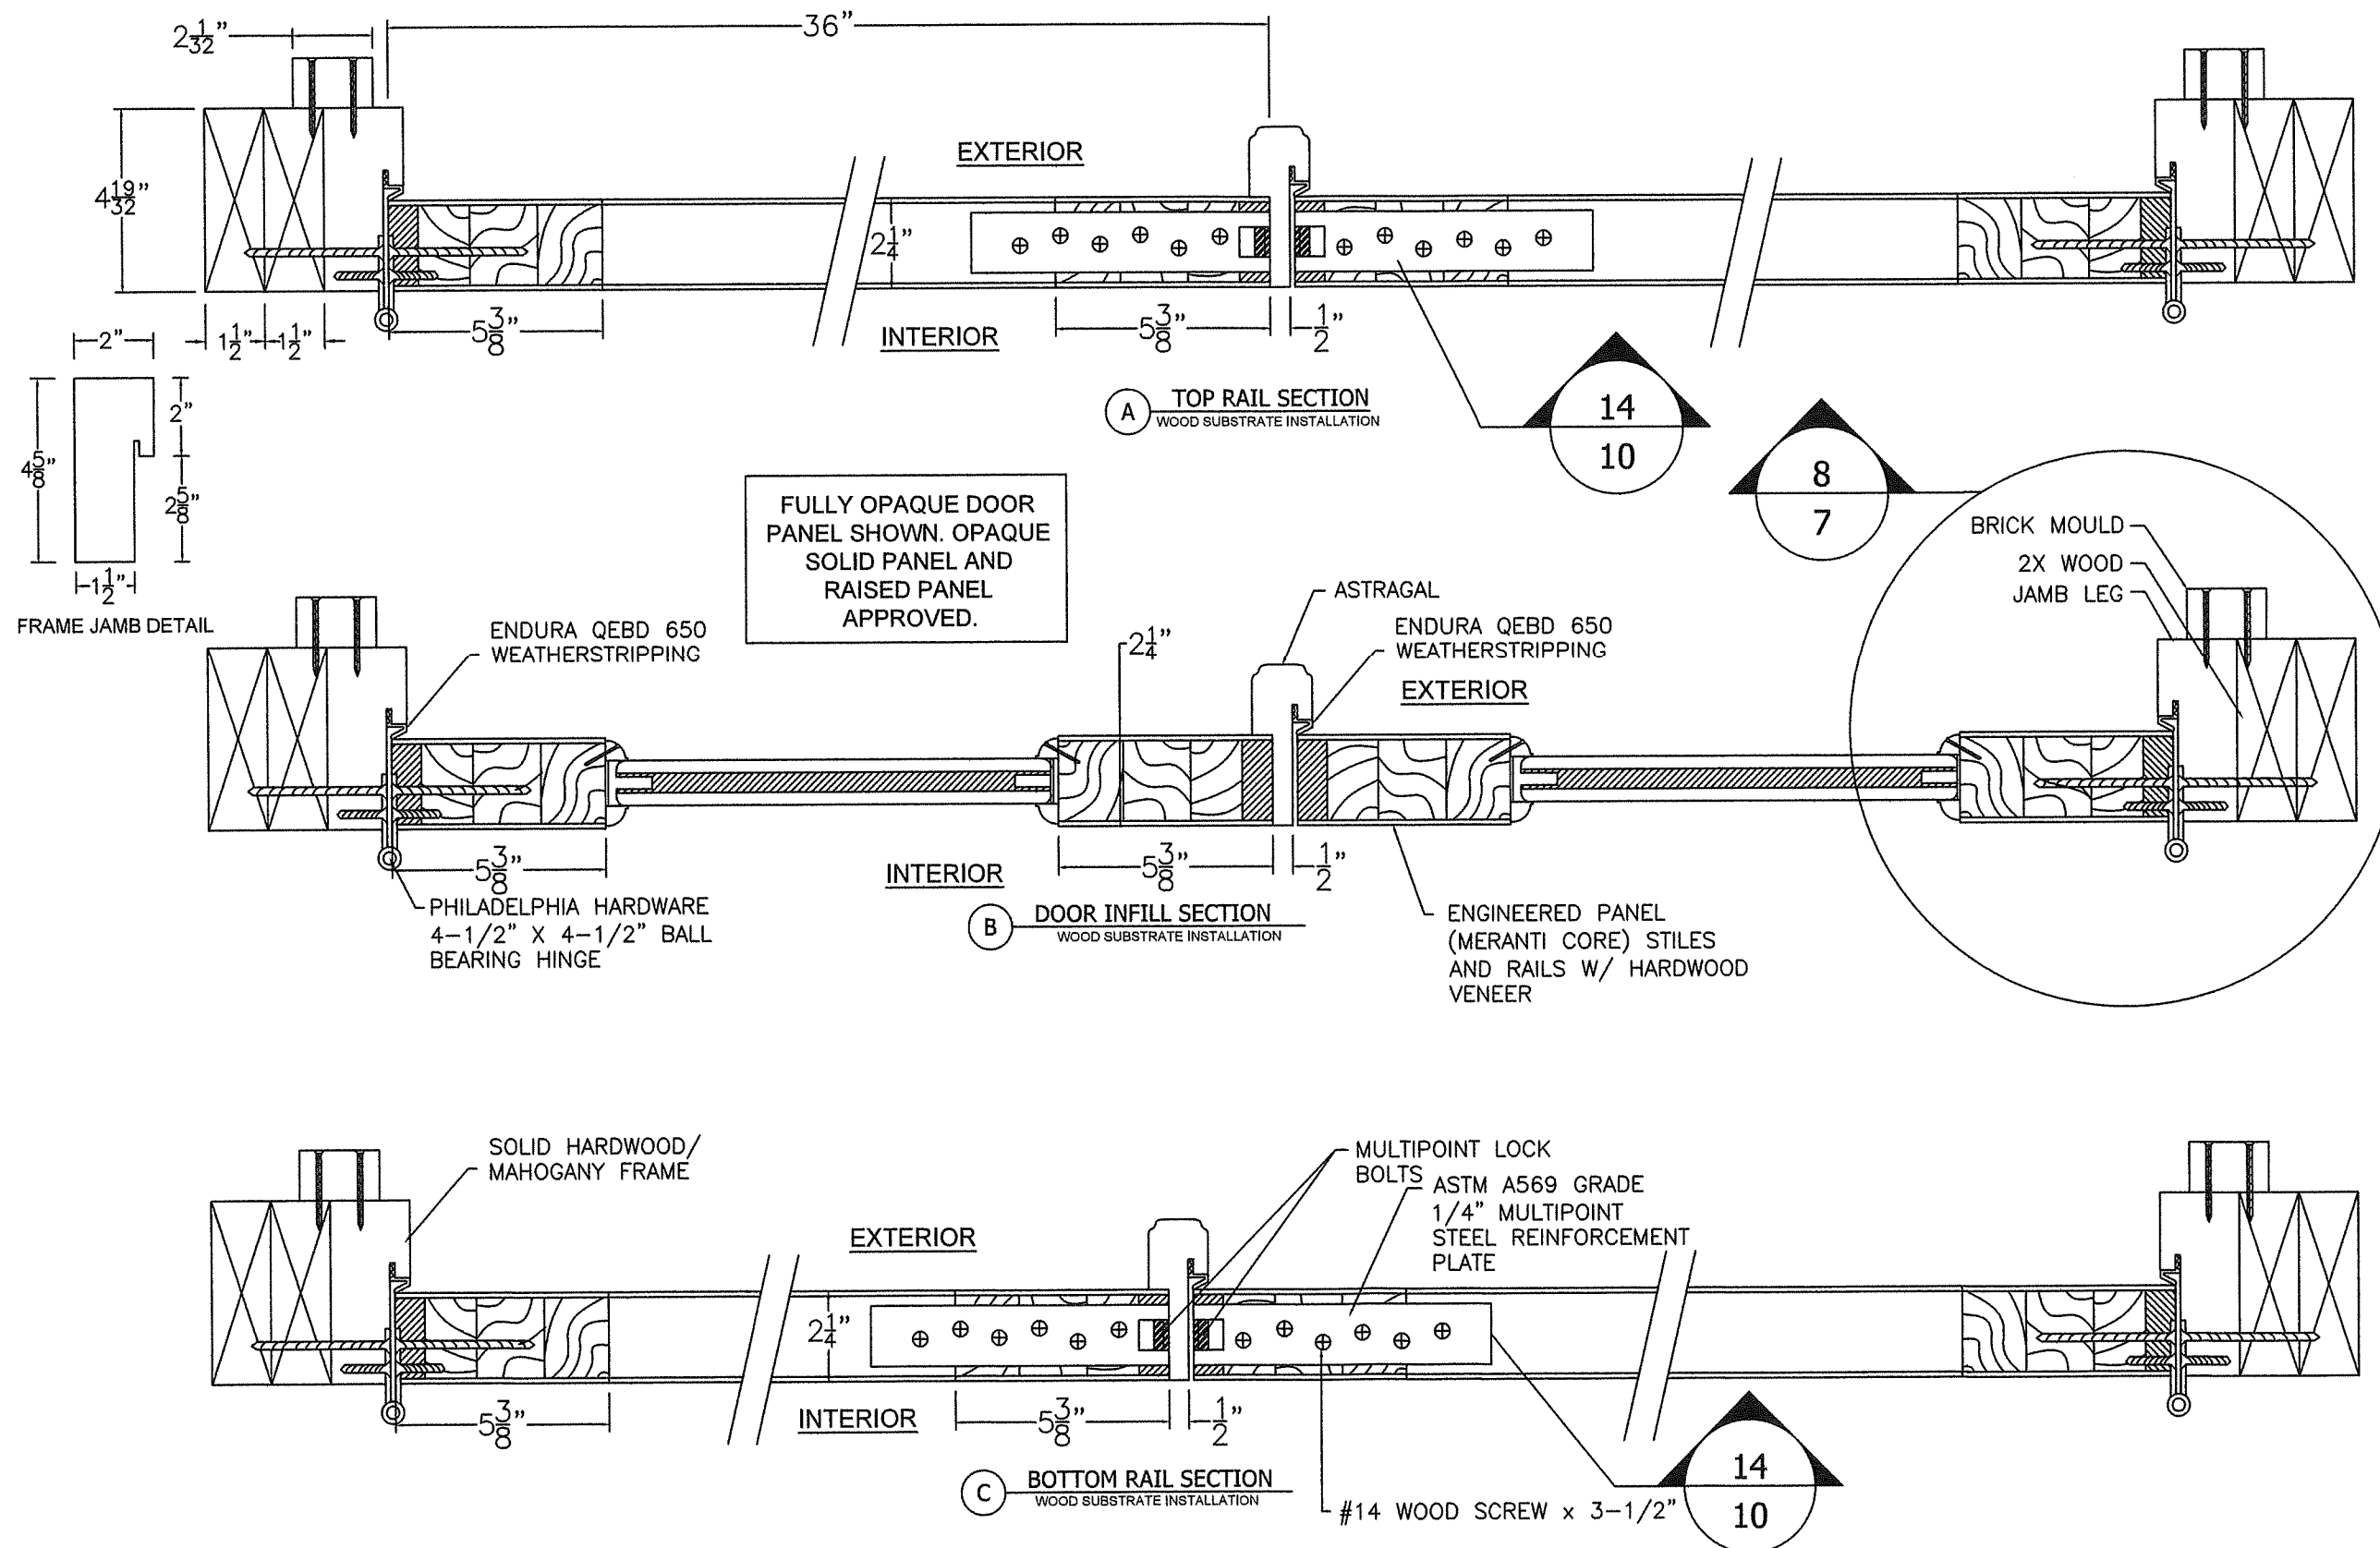 2 1/32"
36"
EXTERIOR
4 19/32"
2 1/4"
1 1/2" 1 1/2"
5 3/8"
INTERIOR
5 3/8"
1/2"
A TOP RAIL SECTION
WOOD SUBSTRATE INSTALLATION
14
10
2"
2"
4 5/8"
2 5/8"
1 1/2"
FRAME JAMB DETAIL
FULLY OPAQUE DOOR
PANEL SHOWN. OPAQUE
SOLID PANEL AND
RAISED PANEL
APPROVED.
8
7
BRICK MOULD
2X WOOD
JAMB LEG
ENDURA QEBD 650
WEATHERSTRIPPING
ASTRAGAL
2 1/4"
ENDURA QEBD 650
WEATHERSTRIPPING
EXTERIOR
5 3/8"
INTERIOR
5 3/8"
1/2"
PHILADELPHIA HARDWARE
4-1/2" X 4-1/2" BALL
BEARING HINGE
B DOOR INFILL SECTION
WOOD SUBSTRATE INSTALLATION
ENGINEERED PANEL
(MERANTI CORE) STILES
AND RAILS W/ HARDWOOD
VENEER
SOLID HARDWOOD/
MAHOGANY FRAME
MULTIPOINT LOCK
BOLTS
ASTM A569 GRADE
1/4" MULTIPOINT
STEEL REINFORCEMENT
PLATE
EXTERIOR
2 1/4"
5 3/8"
INTERIOR
5 3/8"
1/2"
C BOTTOM RAIL SECTION
WOOD SUBSTRATE INSTALLATION
#14 WOOD SCREW x 3-1/2"
14
10